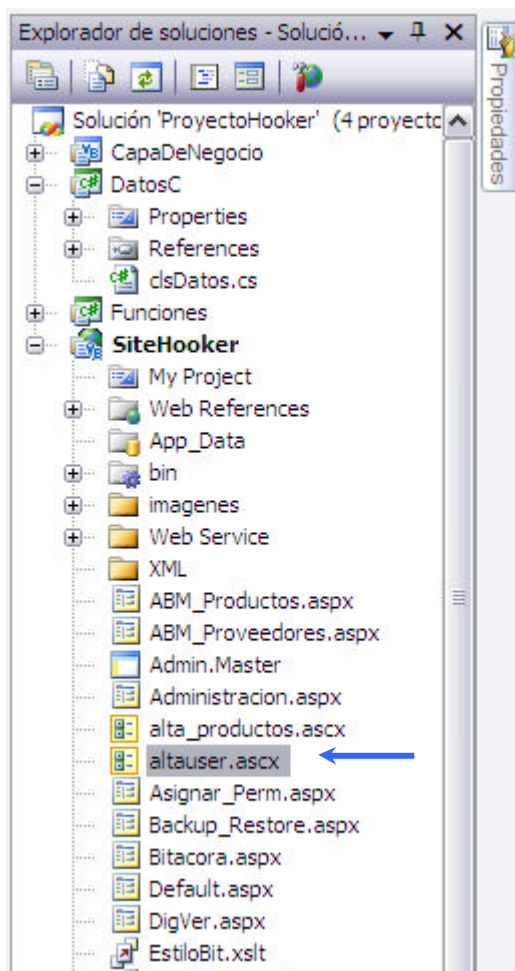 Explorador de soluciones - Solució...
Propiedades
Solución 'ProyectoHooker' (4 proyecto
CapaDeNegocio
DatosC
Properties
References
clsDatos.cs
Funciones
SiteHooker
My Project
Web References
App_Data
bin
imagenes
Web Service
XML
ABM_Productos.aspx
ABM_Proveedores.aspx
Admin.Master
Administracion.aspx
alta_productos.ascx
altauser.ascx
Asignar_Perm.aspx
Backup_Restore.aspx
Bitacora.aspx
Default.aspx
DigVer.aspx
EstiloBit.xslt